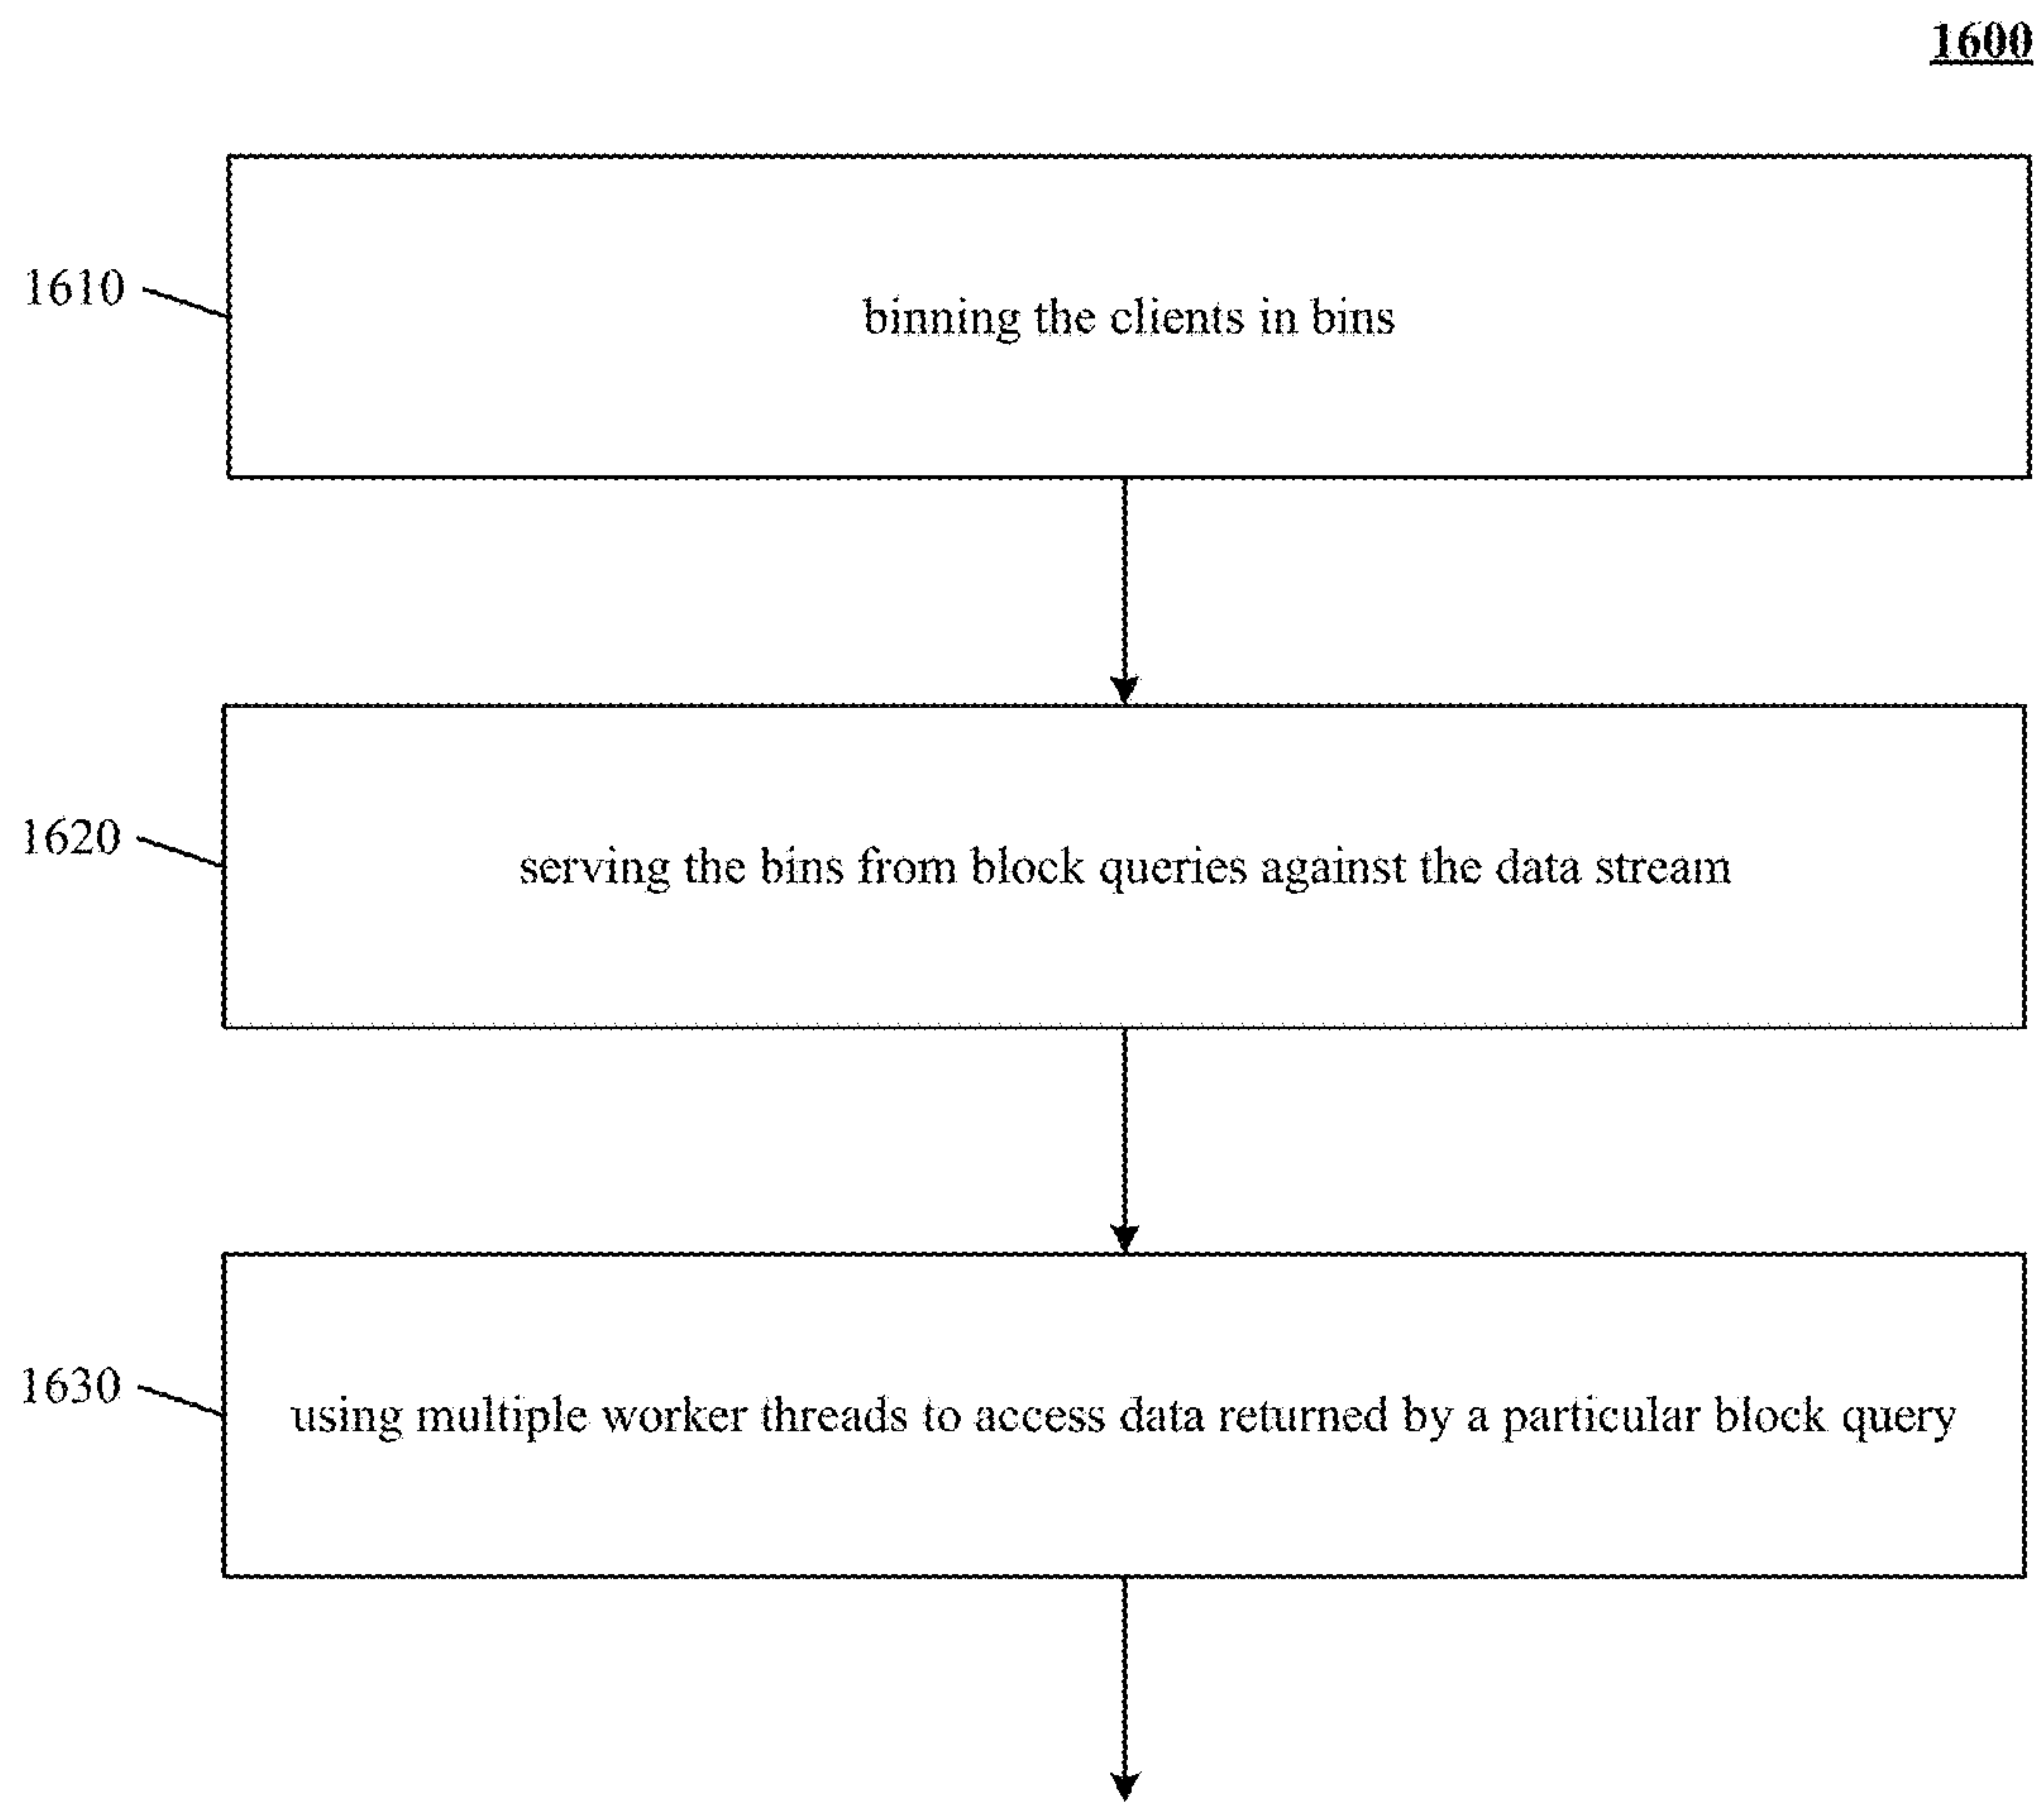 1600
1610
binning the clients in bins
1620
serving the bins from block queries against the data stream
1630
using multiple worker threads to access data returned by a particular block query